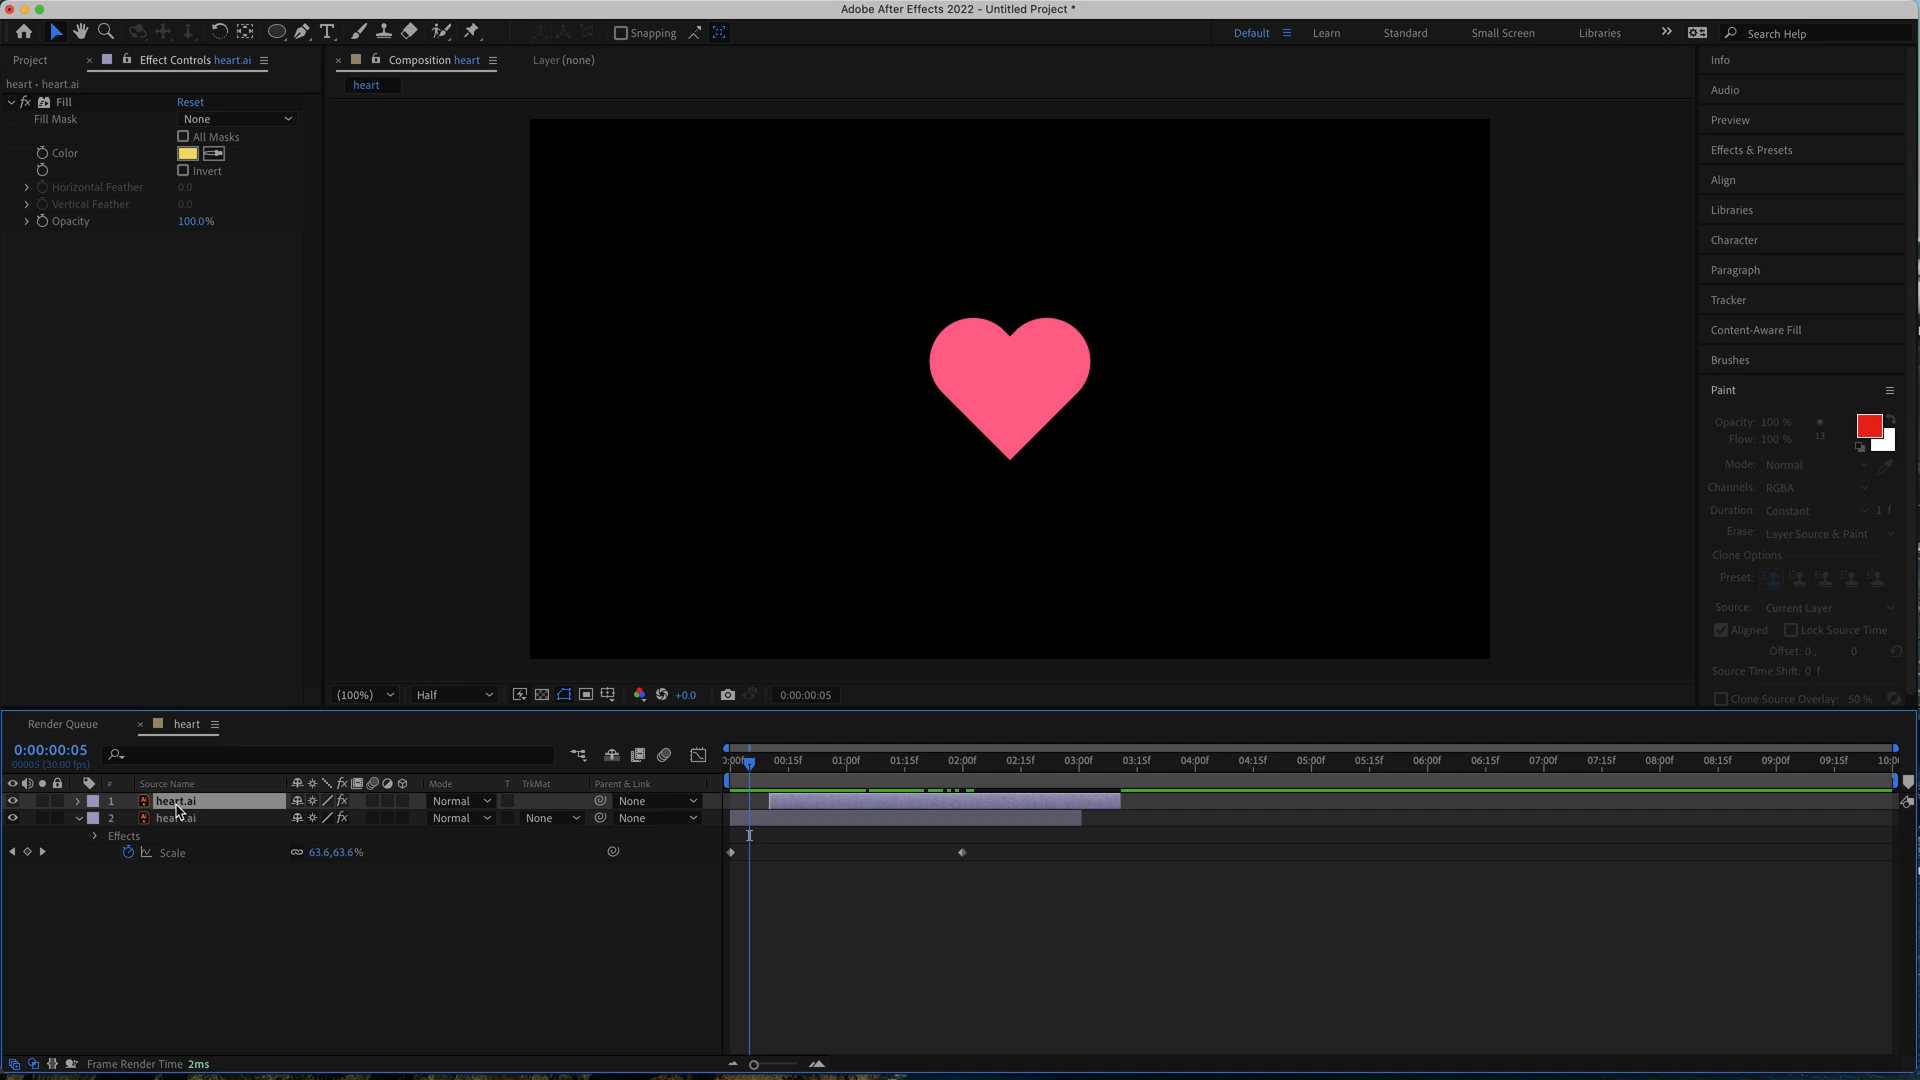 Adobe After Effects 2022 - Untitled Project *
Snapping
Default
Learn
Standard
Small Screen
Libraries
Search Help
Project
Effect Controls heart.ai
Composition heart
Layer (none)
heart • heart.ai
heart
fx Fill Reset
Fill Mask None
All Masks
Color
Invert
Horizontal Feather 0.0
Vertical Feather 0.0
Opacity 100.0%
Info
Audio
Preview
Effects & Presets
Align
Libraries
Character
Paragraph
Tracker
Content-Aware Fill
Brushes
Paint
Opacity: 100 %
Flow: 100 % 13
Mode: Normal
Channels: RGBA
Duration: Constant 1 f
Erase: Layer Source & Paint
Clone Options
Preset:
Source: Current Layer
Aligned Lock Source Time
Offset: 0 , 0
Source Time Shift: 0 f
Clone Source Overlay: 50 %
(100%) Half +0.0 0:00:00:05
Render Queue heart
0:00:00:05
00005 (30.00 fps)
0:00f 00:15f 01:00f 01:15f 02:00f 02:15f 03:00f 03:15f 04:00f 04:15f 05:00f 05:15f 06:00f 06:15f 07:00f 07:15f 08:00f 08:15f 09:00f 09:15f 10:00
# Source Name Mode T TrkMat Parent & Link
1 heart.ai fx Normal None
2 heart.ai fx Normal None None
Effects
Scale 63.6,63.6%
Frame Render Time 2ms